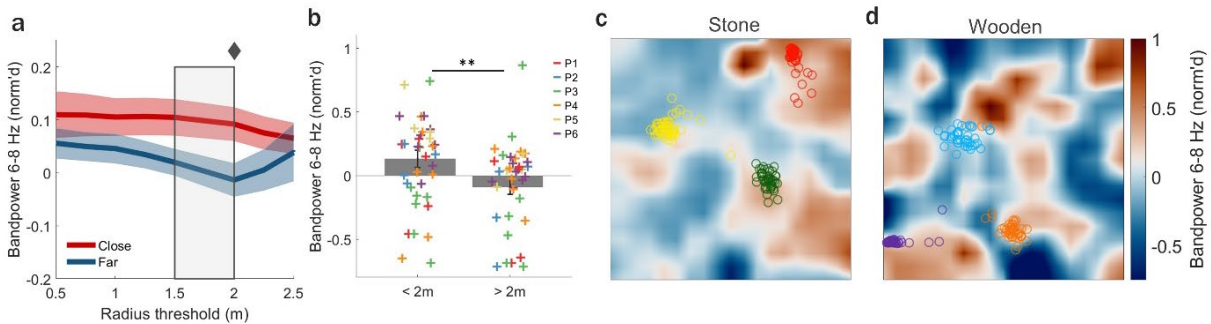 a
Bandpower 6-8 Hz (norm'd)
0.2
0.1
0
-0.1
-0.2
Close
Far
0.5 1 1.5 2 2.5
Radius threshold (m)
b
Bandpower 6-8 Hz (norm'd)
1
0.5
0
-0.5
**
P1
P2
P3
P4
P5
P6
< 2m > 2m
c
Stone
d
Wooden
1
0.5
0
-0.5
Bandpower 6-8 Hz (norm'd)